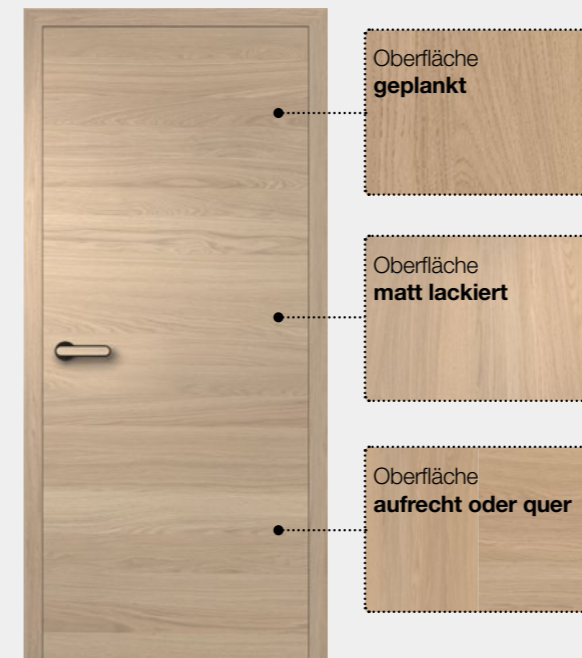 Oberfläche
geplankt
Oberfläche
matt lackiert
Oberfläche
aufrecht oder quer